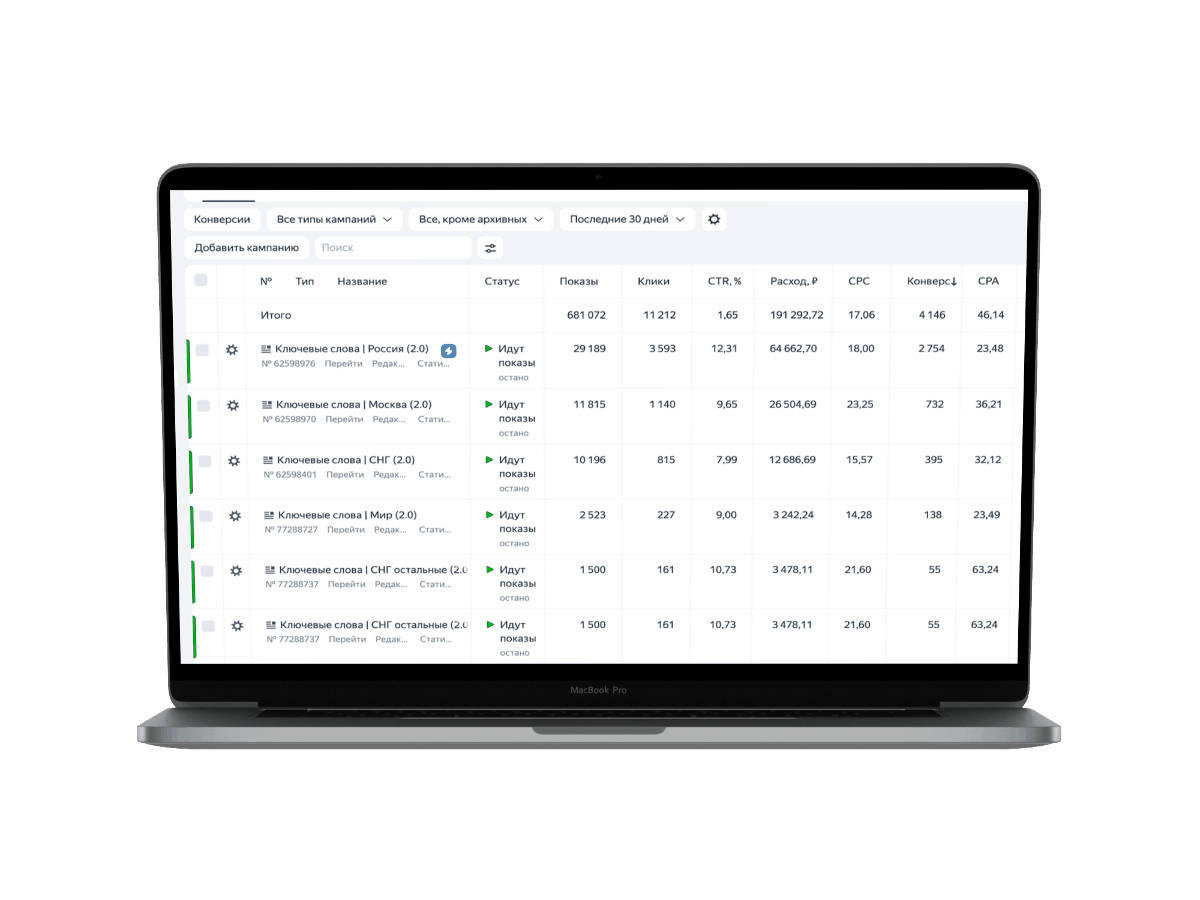 Конверсии Все типы кампаний Все, кроме архивных Последние 30 дней
Добавить кампанию Поиск
№ Тип Название Статус Показы Клики CTR, % Расход, ₽ CPC Конверс↓ CPA
Итого 681 072 11 212 1,65 191 292,72 17,06 4 146 46,14
Ключевые слова | Россия (2.0) Идут 29 189 3 593 12,31 64 662,70 18,00 2 754 23,48
№ 62598976 Перейти Редак... Стати... показы
остано
Ключевые слова | Москва (2.0) Идут 11 815 1 140 9,65 26 504,69 23,25 732 36,21
№ 62598970 Перейти Редак... Стати... показы
остано
Ключевые слова | СНГ (2.0) Идут 10 196 815 7,99 12 686,69 15,57 395 32,12
№ 62598401 Перейти Редак... Стати... показы
остано
Ключевые слова | Мир (2.0) Идут 2 523 227 9,00 3 242,24 14,28 138 23,49
№ 77288727 Перейти Редак... Стати... показы
остано
Ключевые слова | СНГ остальные (2.0 Идут 1 500 161 10,73 3 478,11 21,60 55 63,24
№ 77288737 Перейти Редак... Стати... показы
остано
Ключевые слова | СНГ остальные (2.0 Идут 1 500 161 10,73 3 478,11 21,60 55 63,24
№ 77288737 Перейти Редак... Стати... показы
остано
MacBook Pro